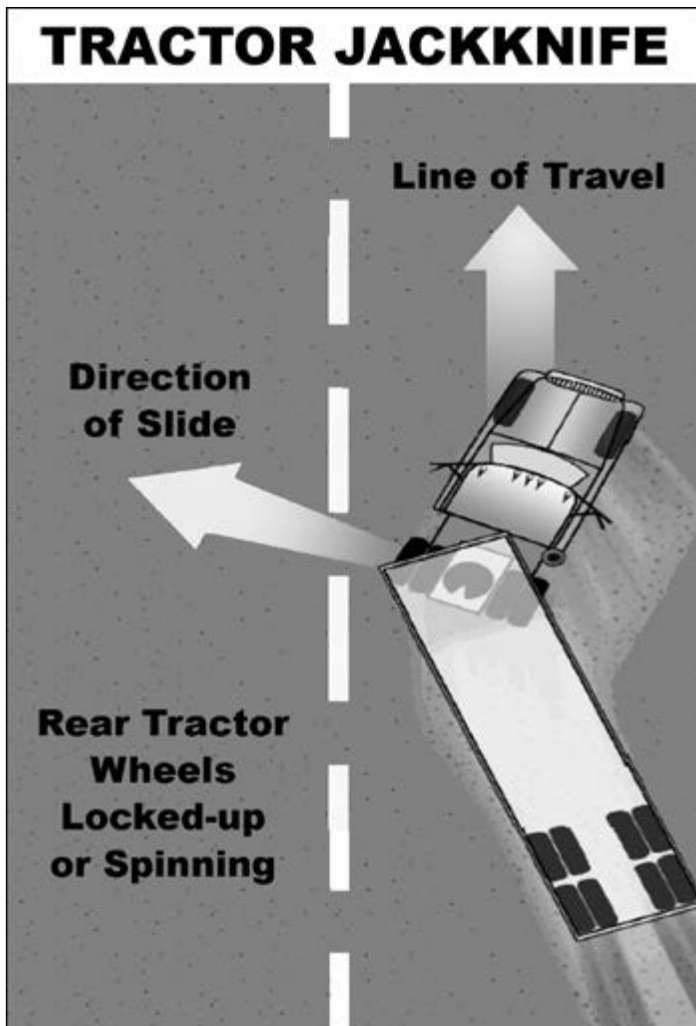 TRACTOR JACKKNIFE
Line of Travel
Direction
of Slide
Rear Tractor
Wheels
Locked-up
or Spinning